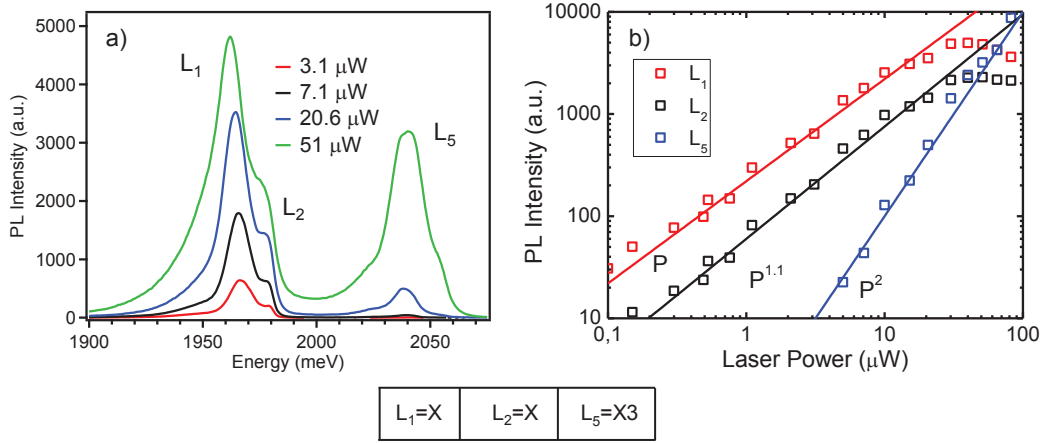 a)
5000
4000
3000
2000
1000
0
PL Intensity (a.u.)
L1
L2
L5
3.1 μW
7.1 μW
20.6 μW
51 μW
1900
1950
2000
2050
Energy (meV)
b)
10000
1000
100
10
PL Intensity (a.u.)
L1
L2
L5
P
P^1.1
P^2
0,1
1
10
100
Laser Power (μW)
L1=X L2=X L5=X3